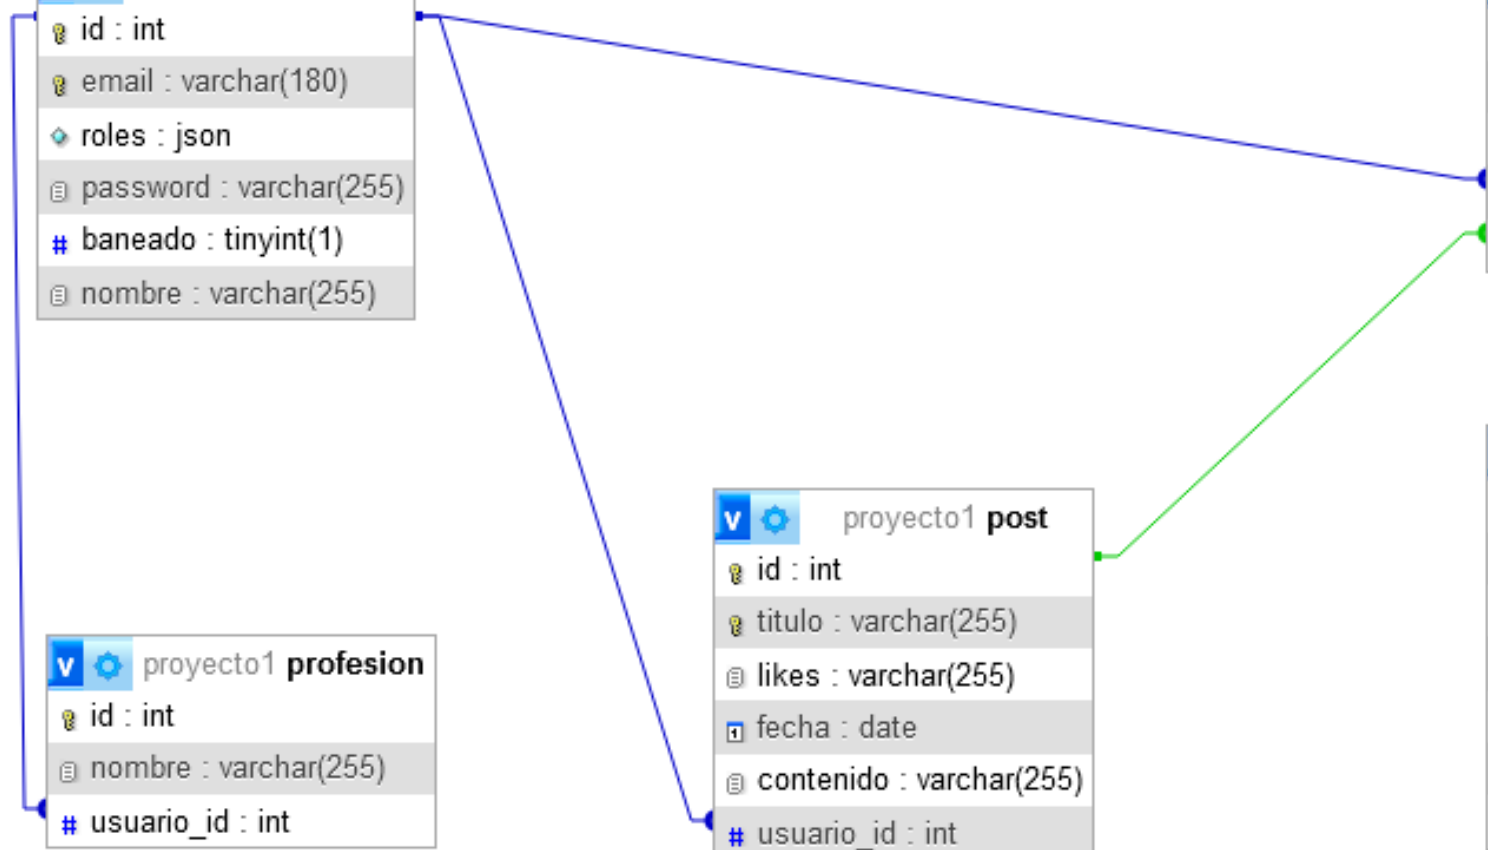 id : int
email : varchar(180)
roles : json
password : varchar(255)
# baneado : tinyint(1)
nombre : varchar(255)
v proyecto1 post
id : int
titulo : varchar(255)
likes : varchar(255)
1 fecha : date
contenido : varchar(255)
# usuario_id : int
v proyecto1 profesion
id : int
nombre : varchar(255)
# usuario_id : int